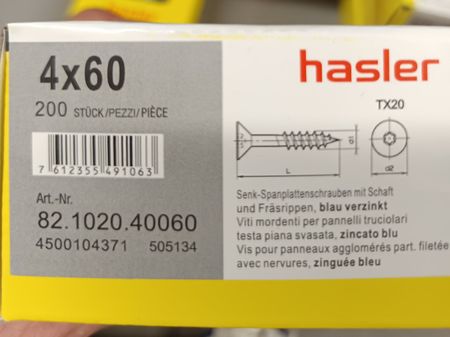 4x60
200 STÜCK/PEZZI/PIÈCE
7 612355 491063
Art.-Nr.
82.1020.40060
4500104371 505134
hasler
TX20
L
d1
d2
Senk-Spanplattenschrauben mit Schaft
und Fräsrippen, blau verzinkt
Viti mordenti per pannelli truciolari
testa piana svasata, zincato blu
Vis pour panneaux agglomérés part. filetée
avec nervures, zinguée bleu